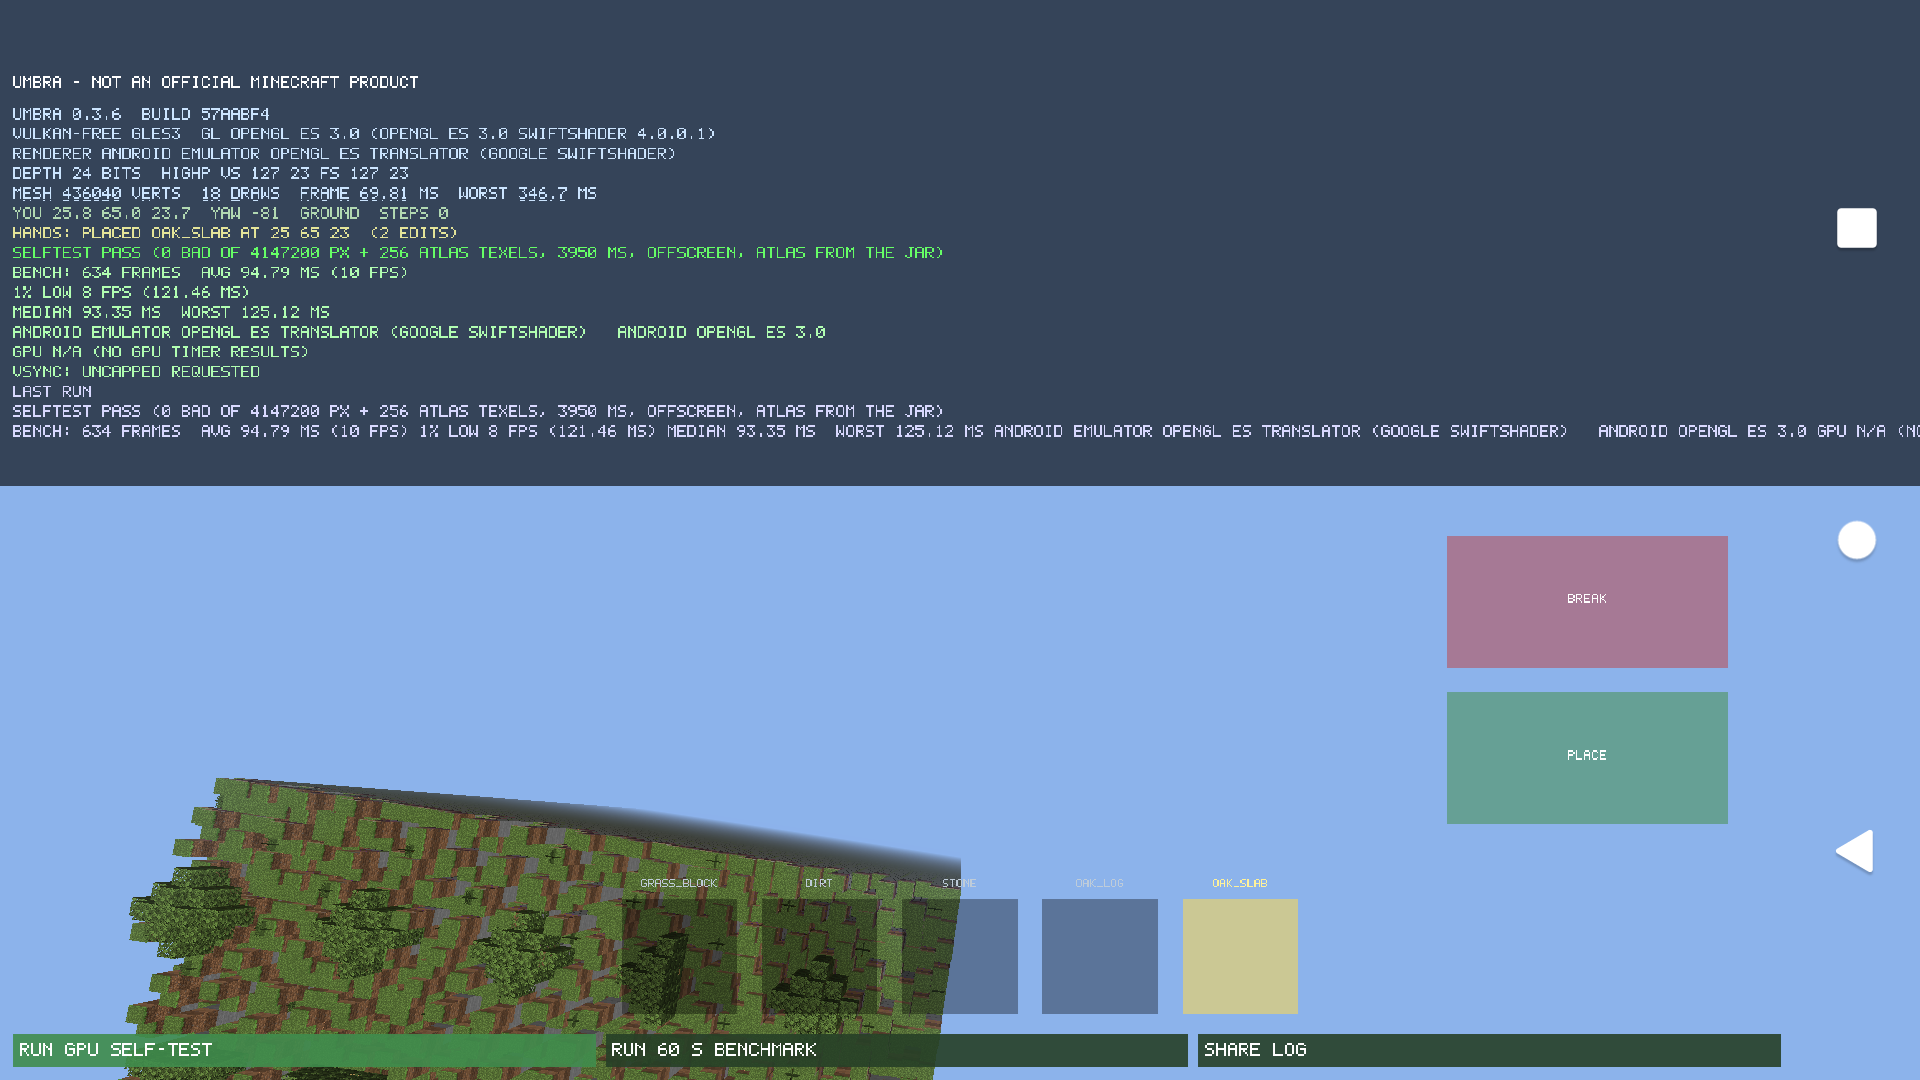 UMBRA - NOT AN OFFICIAL MINECRAFT PRODUCT
UMBRA 0.3.6  BUILD 57AABF4
VULKAN-FREE GLES3  GL OPENGL ES 3.0 (OPENGL ES 3.0 SWIFTSHADER 4.0.0.1)
RENDERER ANDROID EMULATOR OPENGL ES TRANSLATOR (GOOGLE SWIFTSHADER)
DEPTH 24 BITS  HIGHP VS 127 23 FS 127 23
MESH 436040 VERTS  18 DRAWS  FRAME 69.81 MS  WORST 346.7 MS
YOU 25.8 65.0 23.7  YAW -81  GROUND  STEPS 0
HANDS: PLACED OAK_SLAB AT 25 65 23  (2 EDITS)
SELFTEST PASS (0 BAD OF 4147200 PX + 256 ATLAS TEXELS, 3950 MS, OFFSCREEN, ATLAS FROM THE JAR)
BENCH: 634 FRAMES  AVG 94.79 MS (10 FPS)
1% LOW 8 FPS (121.46 MS)
MEDIAN 93.35 MS  WORST 125.12 MS
ANDROID EMULATOR OPENGL ES TRANSLATOR (GOOGLE SWIFTSHADER)   ANDROID OPENGL ES 3.0
GPU N/A (NO GPU TIMER RESULTS)
VSYNC: UNCAPPED REQUESTED
LAST RUN
SELFTEST PASS (0 BAD OF 4147200 PX + 256 ATLAS TEXELS, 3950 MS, OFFSCREEN, ATLAS FROM THE JAR)
BENCH: 634 FRAMES  AVG 94.79 MS (10 FPS) 1% LOW 8 FPS (121.46 MS) MEDIAN 93.35 MS  WORST 125.12 MS ANDROID EMULATOR OPENGL ES TRANSLATOR (GOOGLE SWIFTSHADER)   ANDROID OPENGL ES 3.0 GPU N/A (NO
BREAK
PLACE
GRASS_BLOCK
DIRT
STONE
OAK_LOG
OAK_SLAB
RUN GPU SELF-TEST
RUN 60 S BENCHMARK
SHARE LOG